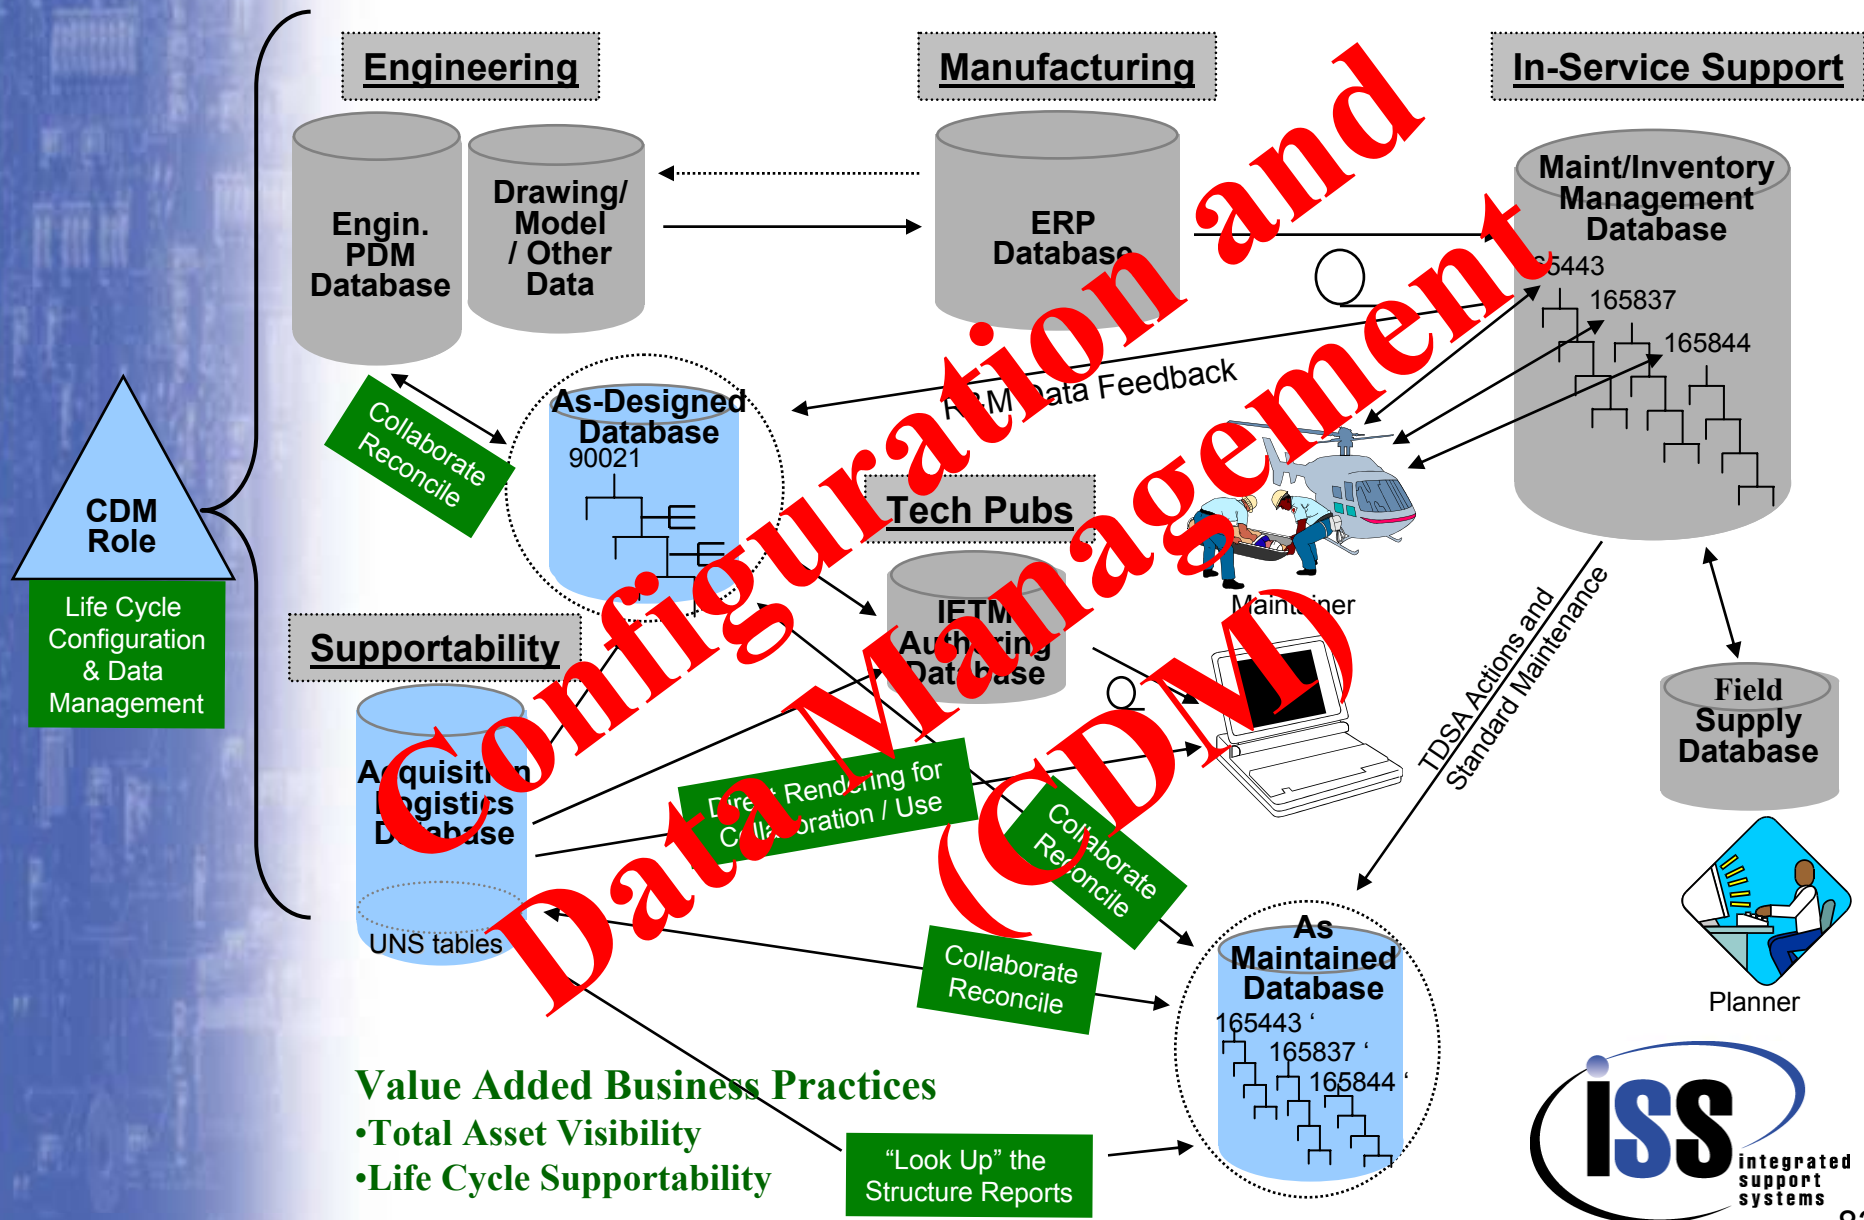 Engineering
Manufacturing
In-Service Support
Engin.
PDM
Database
Drawing/
Model
/ Other
Data
ERP
Database
Maint/Inventory
Management
Database
65443
165837
165844
R&M Data Feedback
Collaborate
Reconcile
As-Designed
Database
90021
CDM
Role
Life Cycle
Configuration
& Data
Management
Tech Pubs
IETM
Authoring
Database
Maintainer
Supportability
Acquisition
Logistics
Database
UNS tables
Configuration and
Data Management
(CDM)
Direct Rendering for
Collaboration / Use
Collaborate
Reconcile
Collaborate
Reconcile
TDSA Actions and
Standard Maintenance
Field
Supply
Database
Planner
As
Maintained
Database
165443 ‘
165837 ‘
165844 ‘
Value Added Business Practices
•Total Asset Visibility
•Life Cycle Supportability
“Look Up” the
Structure Reports
iSS
integrated
support
systems